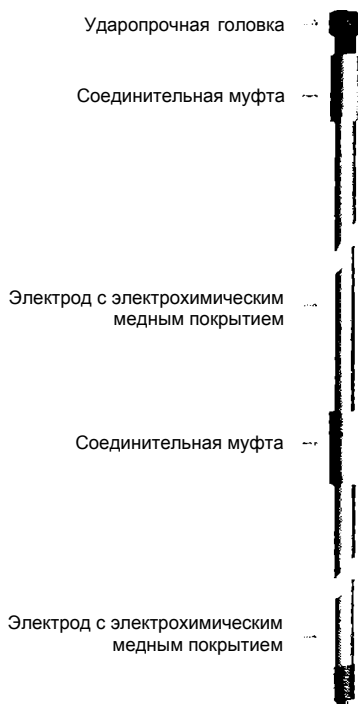 Ударопрочная головка
Соединительная муфта
Электрод с электрохимическим
медным покрытием
Соединительная муфта
Электрод с электрохимическим
медным покрытием